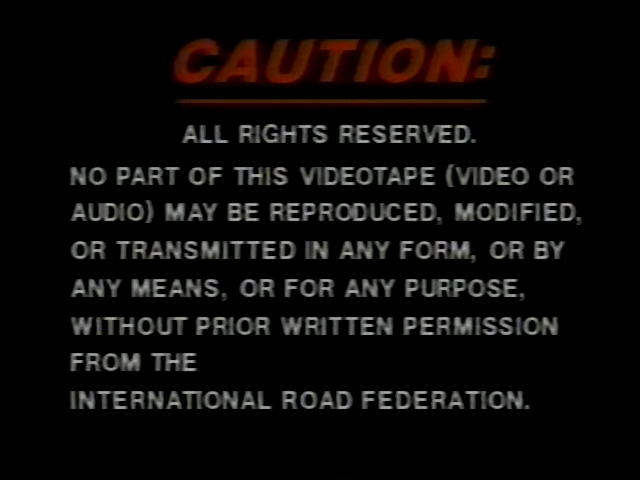 CAUTION:
ALL RIGHTS RESERVED.
NO PART OF THIS VIDEOTAPE (VIDEO OR
AUDIO) MAY BE REPRODUCED, MODIFIED,
OR TRANSMITTED IN ANY FORM, OR BY
ANY MEANS, OR FOR ANY PURPOSE,
WITHOUT PRIOR WRITTEN PERMISSION
FROM THE
INTERNATIONAL ROAD FEDERATION.